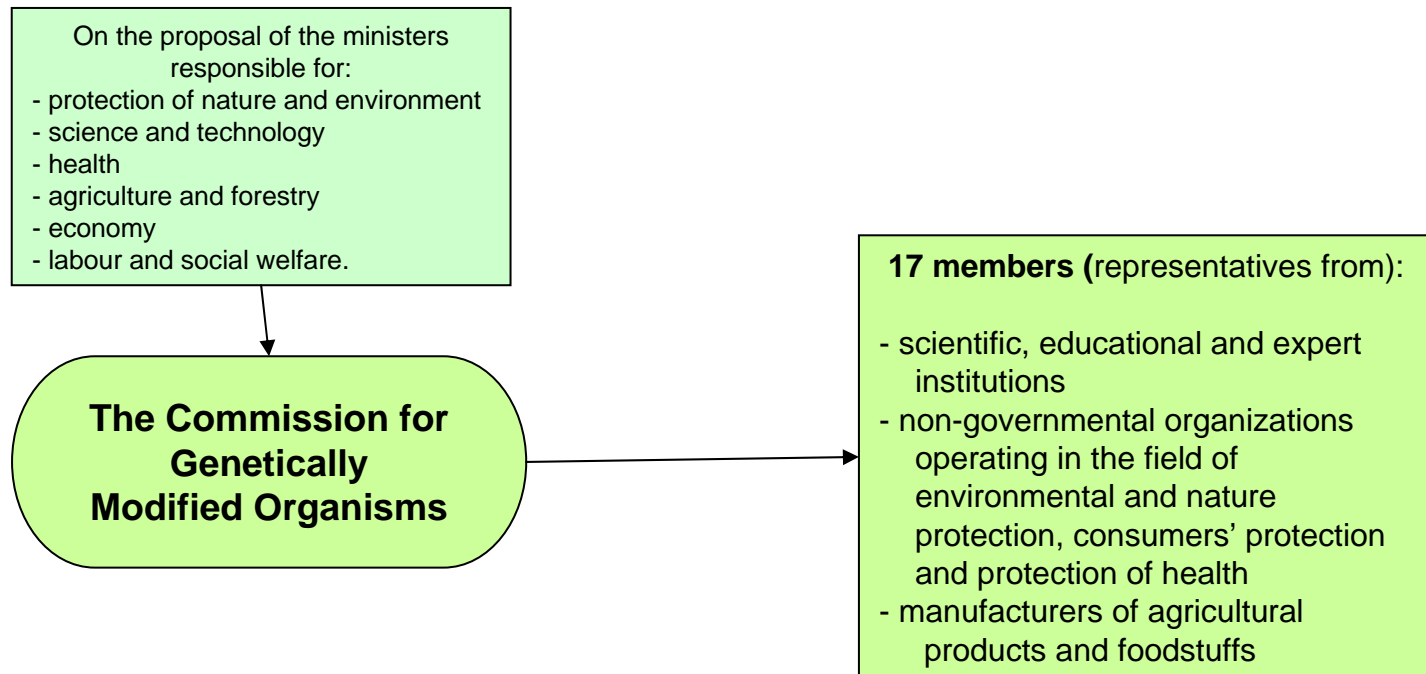 On the proposal of the ministers
responsible for:
- protection of nature and environment
- science and technology
- health
- agriculture and forestry
- economy
- labour and social welfare.
The Commission for
Genetically
Modified Organisms
17 members (representatives from):
- scientific, educational and expert
institutions
- non-governmental organizations
operating in the field of
environmental and nature
protection, consumers’ protection
and protection of health
- manufacturers of agricultural
products and foodstuffs